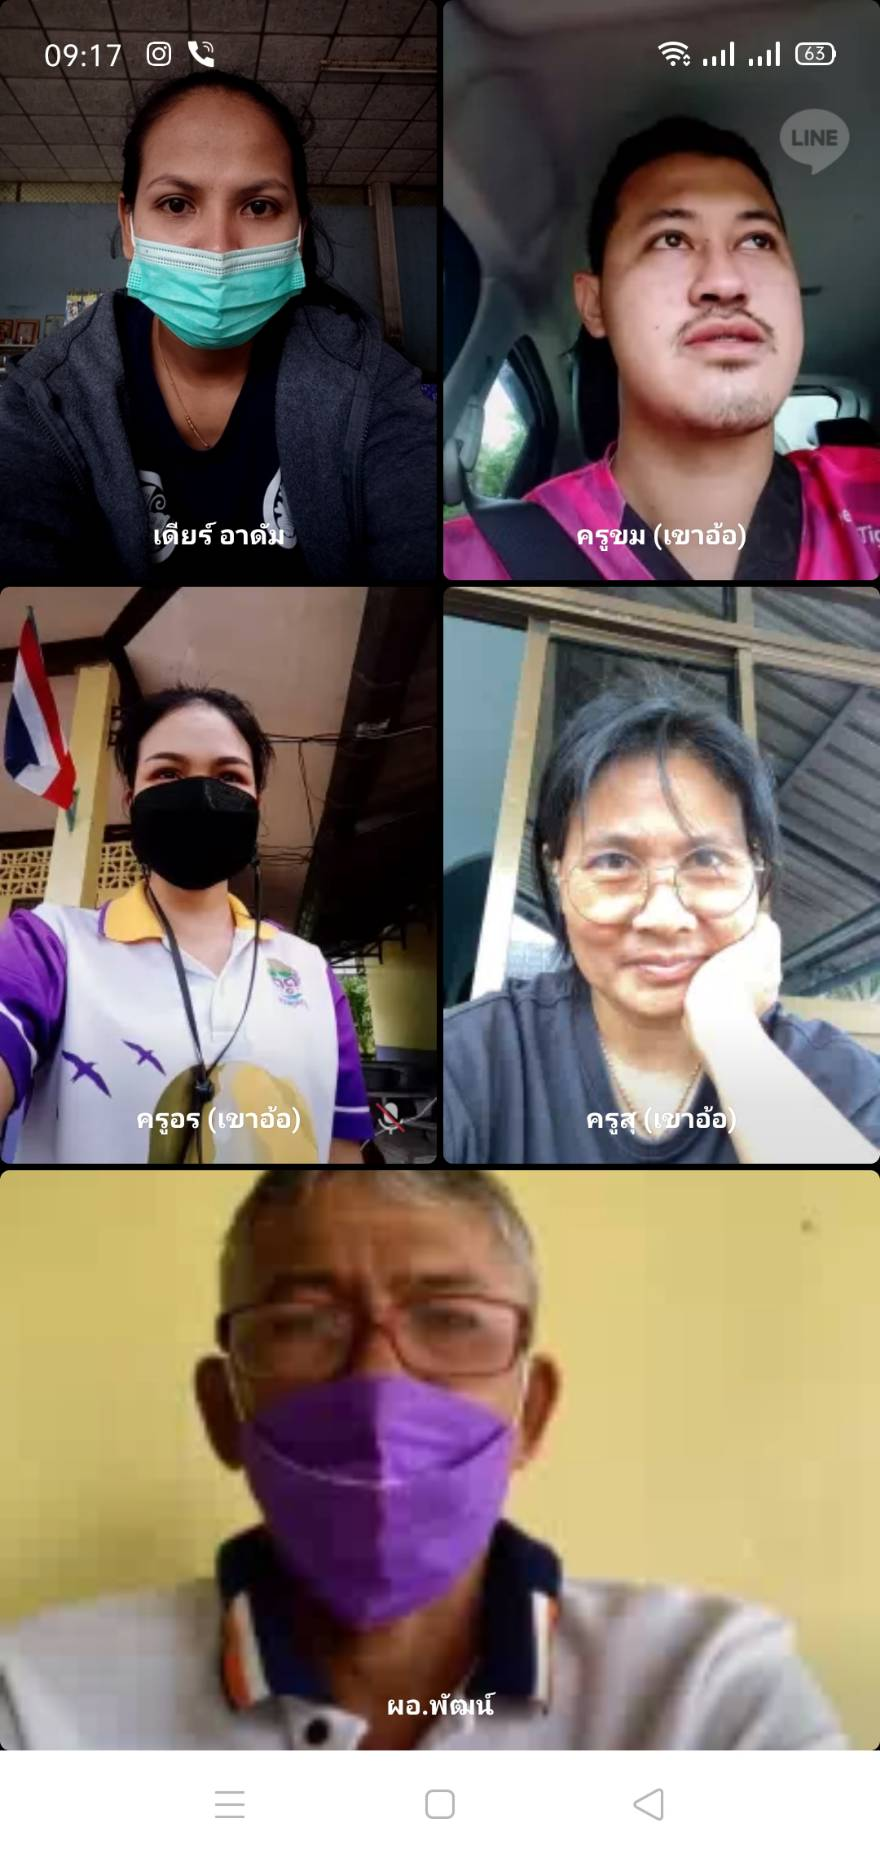 09:17
63
LINE
เดียร์ อาดัม
ครูขม (เขาอ้อ)
ครูอร (เขาอ้อ)
ครูสุ (เขาอ้อ)
ผอ.พัฒน์